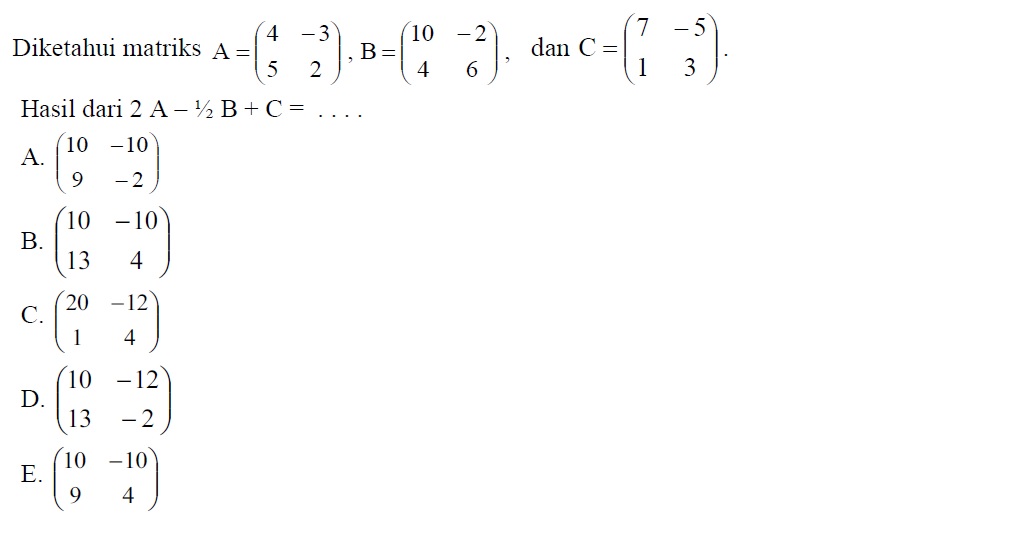 Diketahui matriks A = (4 −3; 5 2), B = (10 −2; 4 6), dan C = (7 −5; 1 3).
Hasil dari 2 A – ½ B + C = . . . .
A. (10 −10; 9 −2)
B. (10 −10; 13 4)
C. (20 −12; 1 4)
D. (10 −12; 13 −2)
E. (10 −10; 9 4)